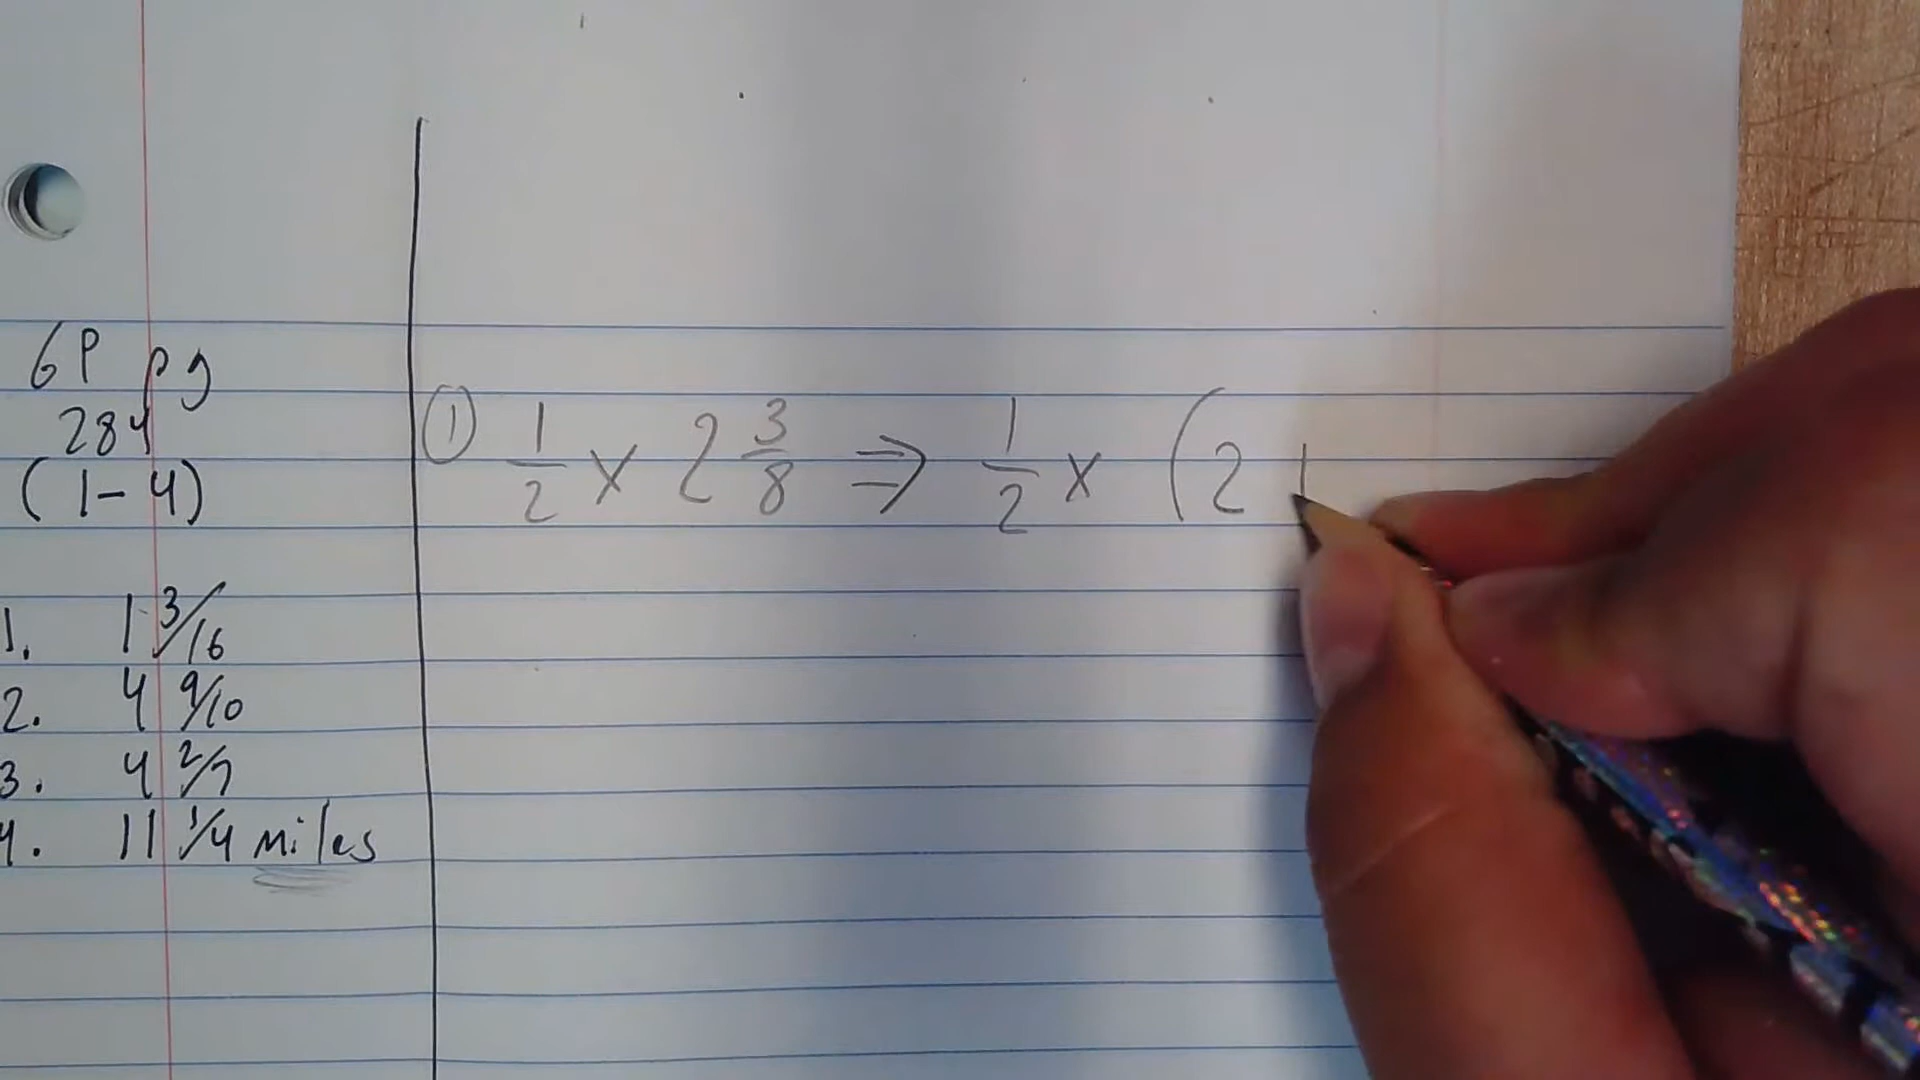 GP pg
284
(1-4)
① 1/2 x 2 3/8 ⇒ 1/2 x (2
1. 1 3/16
2. 4 9/10
3. 4 2/7
4. 11 1/4 miles